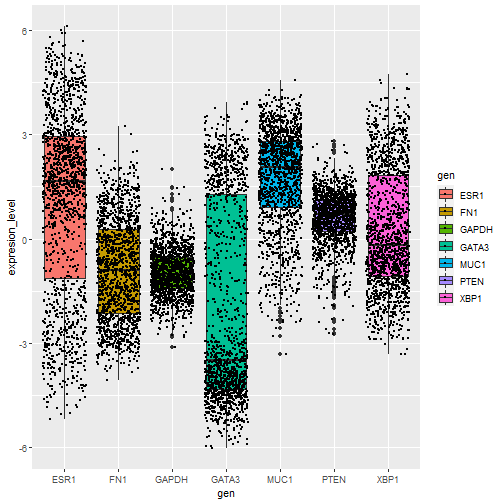 6
3
0
-3
-6
expresion_level
ESR1 FN1 GAPDH GATA3 MUC1 PTEN XBP1
gen
gen
ESR1
FN1
GAPDH
GATA3
MUC1
PTEN
XBP1